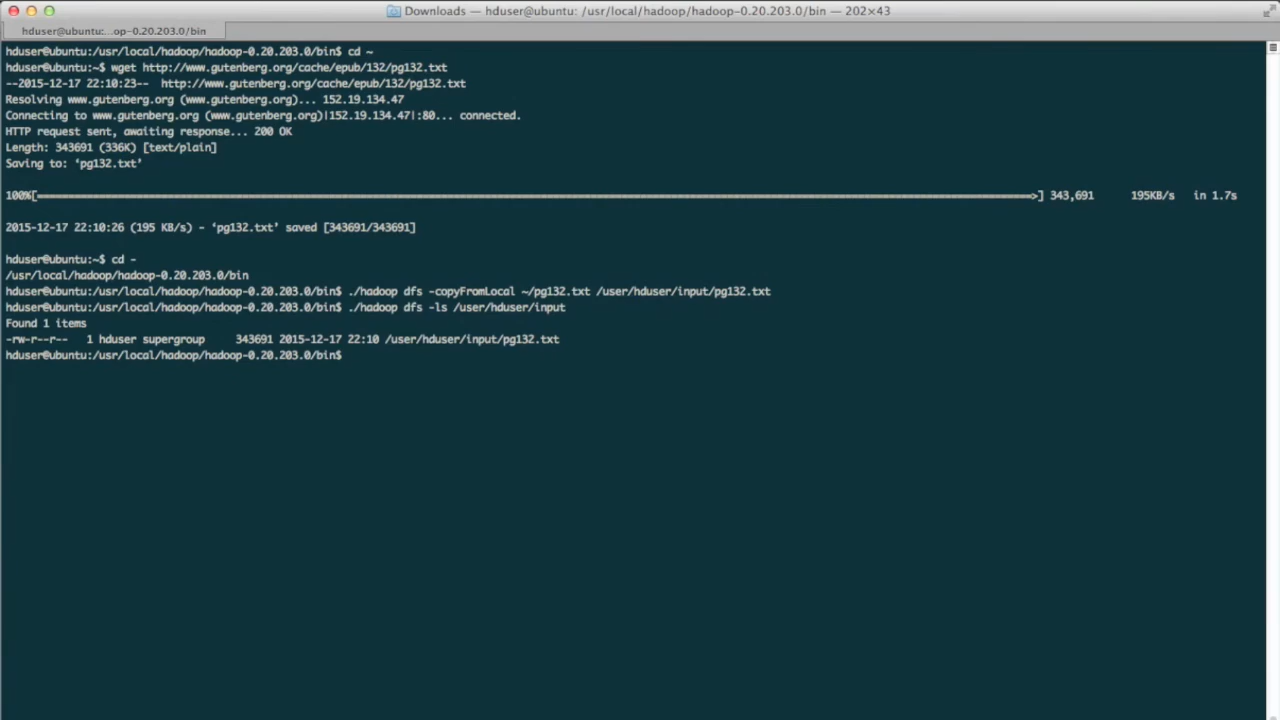 Downloads — hduser@ubuntu: /usr/local/hadoop/hadoop-0.20.203.0/bin — 202×43
hduser@ubuntu:...op-0.20.203.0/bin
hduser@ubuntu:/usr/local/hadoop/hadoop-0.20.203.0/bin$ cd ~
hduser@ubuntu:~$ wget http://www.gutenberg.org/cache/epub/132/pg132.txt
--2015-12-17 22:10:23-- http://www.gutenberg.org/cache/epub/132/pg132.txt
Resolving www.gutenberg.org (www.gutenberg.org)... 152.19.134.47
Connecting to www.gutenberg.org (www.gutenberg.org)|152.19.134.47|:80... connected.
HTTP request sent, awaiting response... 200 OK
Length: 343691 (336K) [text/plain]
Saving to: ‘pg132.txt’
100%[======================================>] 343,691 195KB/s in 1.7s
2015-12-17 22:10:26 (195 KB/s) - ‘pg132.txt’ saved [343691/343691]
hduser@ubuntu:~$ cd -
/usr/local/hadoop/hadoop-0.20.203.0/bin
hduser@ubuntu:/usr/local/hadoop/hadoop-0.20.203.0/bin$ ./hadoop dfs -copyFromLocal ~/pg132.txt /user/hduser/input/pg132.txt
hduser@ubuntu:/usr/local/hadoop/hadoop-0.20.203.0/bin$ ./hadoop dfs -ls /user/hduser/input
Found 1 items
-rw-r--r-- 1 hduser supergroup 343691 2015-12-17 22:10 /user/hduser/input/pg132.txt
hduser@ubuntu:/usr/local/hadoop/hadoop-0.20.203.0/bin$